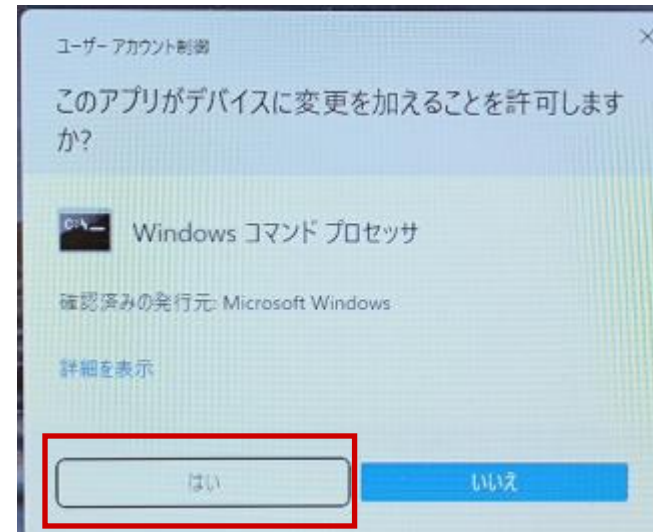 ユーザー アカウント制御
このアプリがデバイスに変更を加えることを許可します
か?
C:\_
Windows コマンド プロセッサ
確認済みの発行元: Microsoft Windows
詳細を表示
はい
いいえ